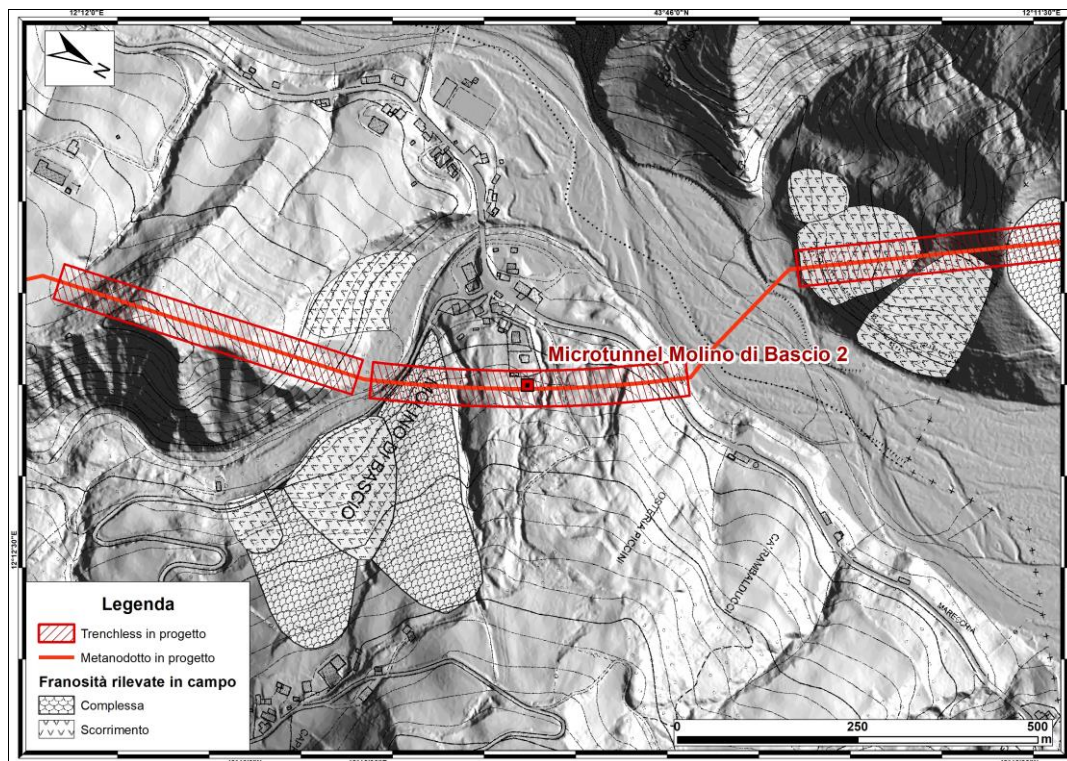 12°12'0"E
43°46'0"N
12°11'30"E
N
Microtunnel Molino di Bascio 2
MOLINO DI BASCIO
OSTERIA PICCINI
CA' RAMBALDUCCI
MARECCHIA
12°12'30"E
Legenda
Trenchless in progetto
Metanodotto in progetto
Franosità rilevate in campo
Complessa
Scorrimento
0 250 500
m